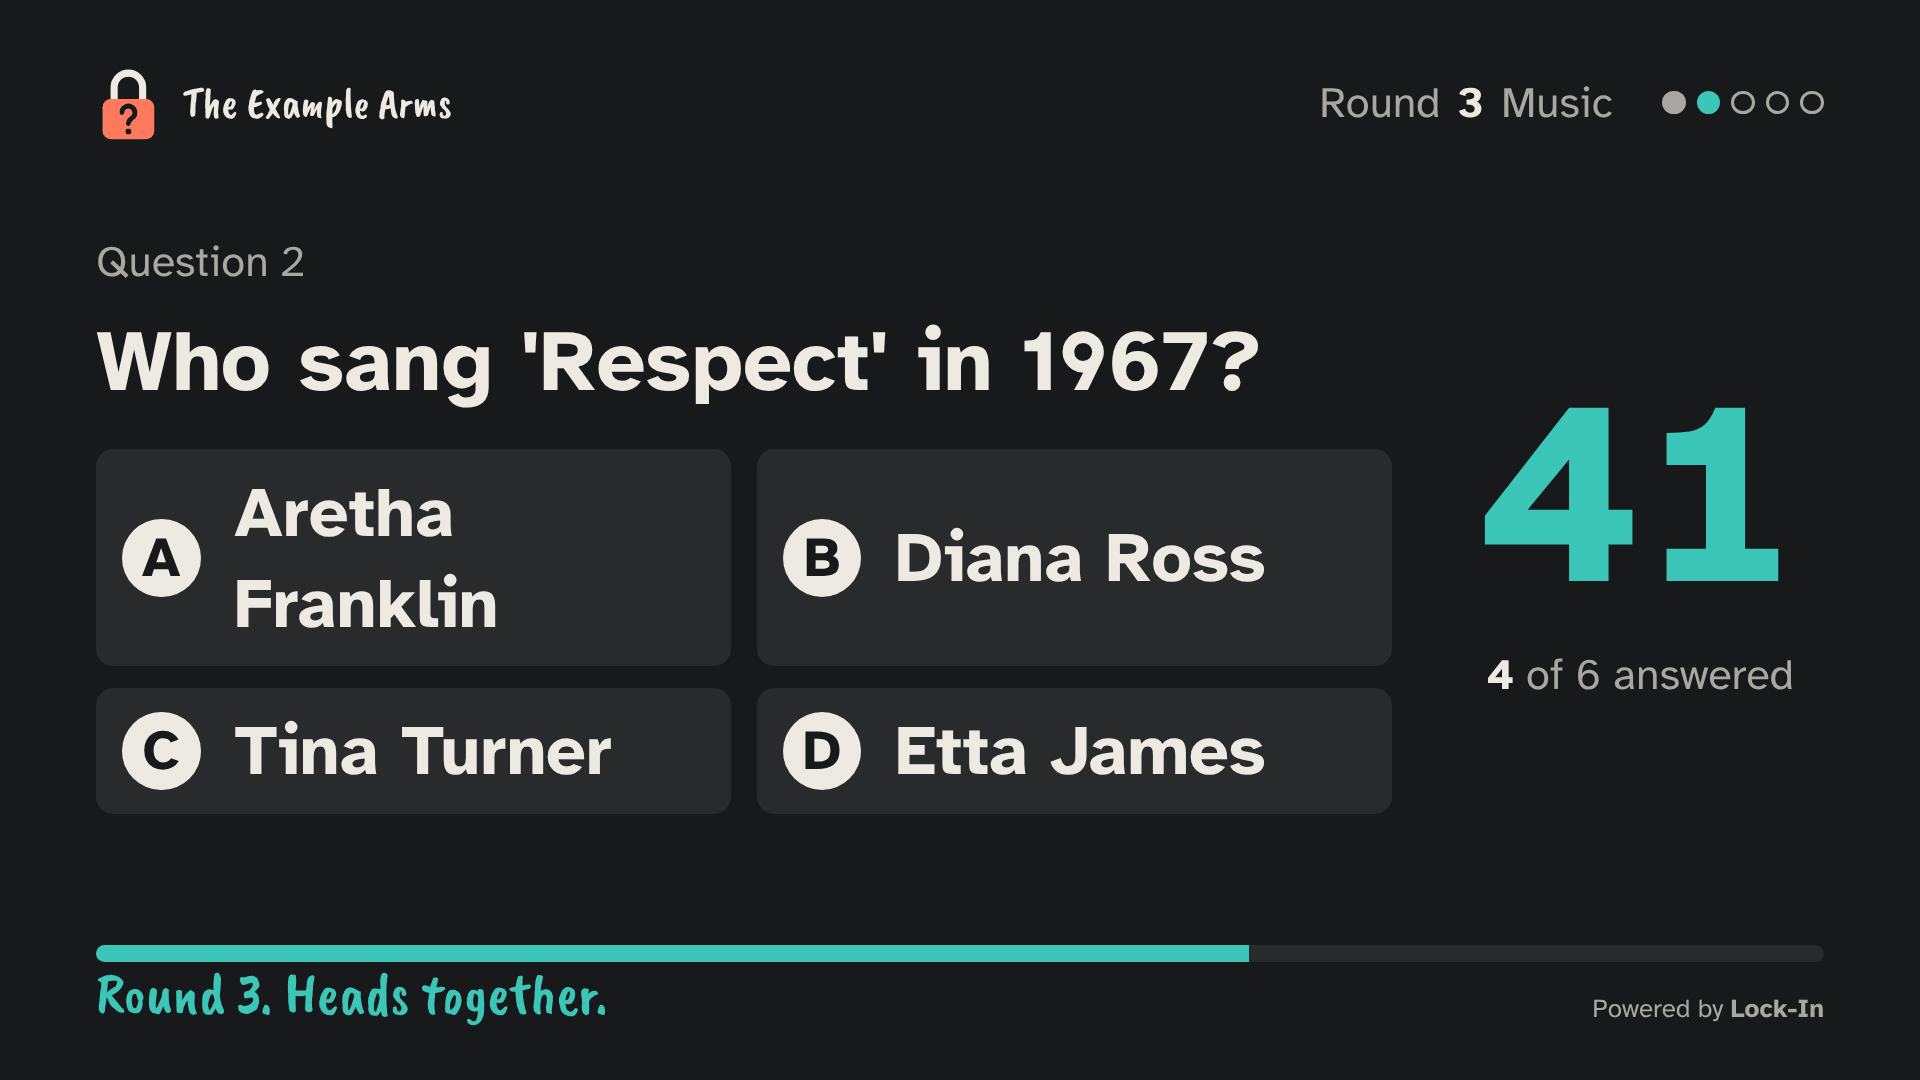 ?
The Example Arms
Round 3 Music
Question 2
Who sang 'Respect' in 1967?
A Aretha
Franklin
B Diana Ross
C Tina Turner
D Etta James
41
4 of 6 answered
Round 3. Heads together.
Powered by Lock-In